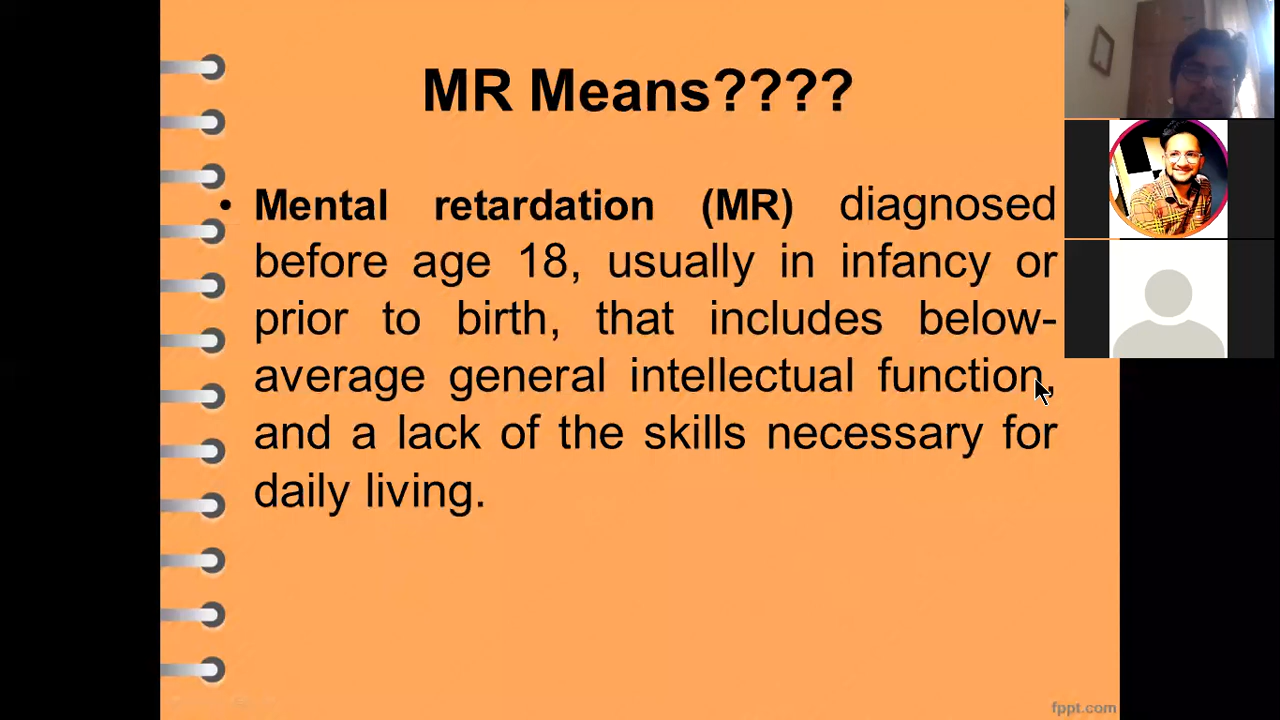 MR Means????
• Mental retardation (MR) diagnosed
before age 18, usually in infancy or
prior to birth, that includes below-
average general intellectual function,
and a lack of the skills necessary for
daily living.
fppt.com